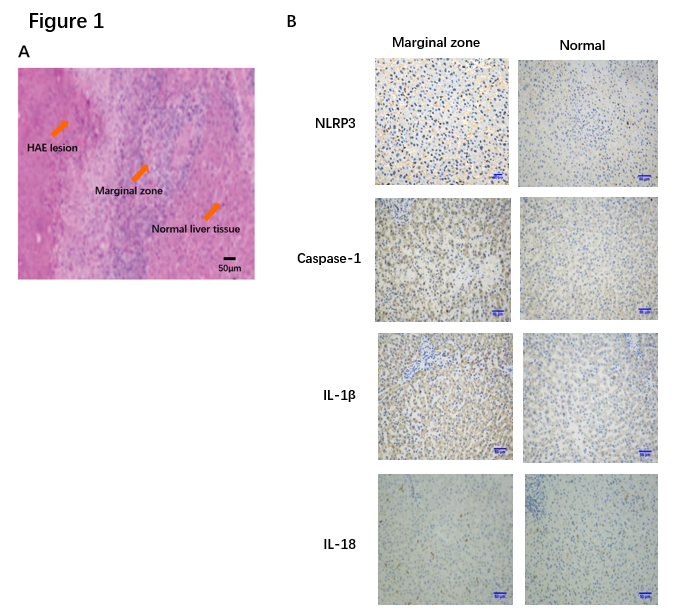 Figure 1
A
HAE lesion
Marginal zone
Normal liver tissue
50μm
B
Marginal zone
Normal
NLRP3
Caspase-1
IL-1β
IL-18